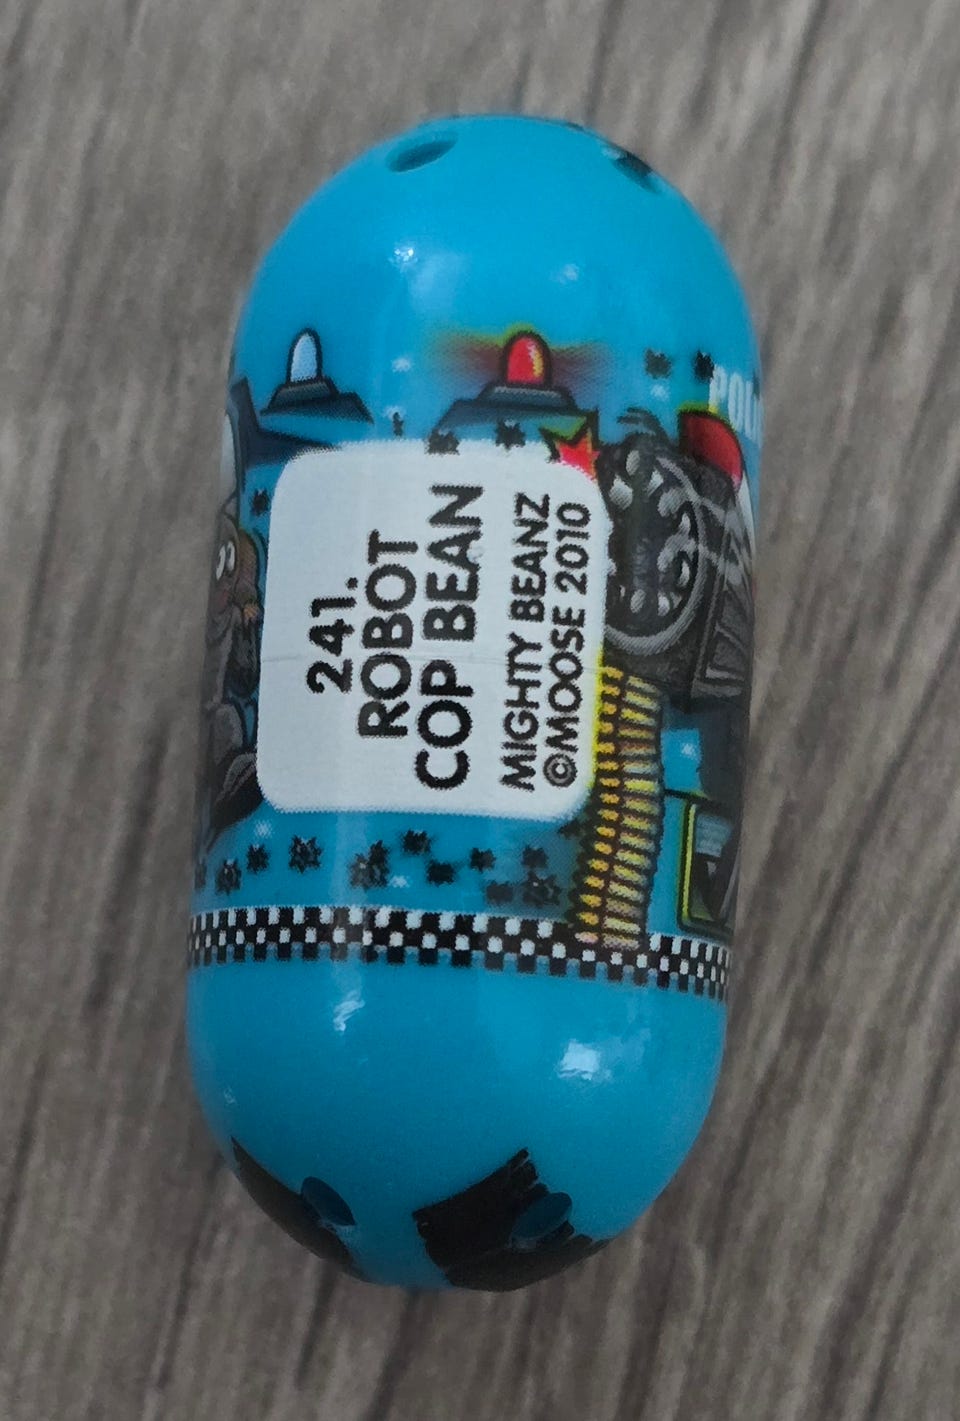 241.
ROBOT
COP BEAN
MIGHTY BEANZ
©MOOSE 2010